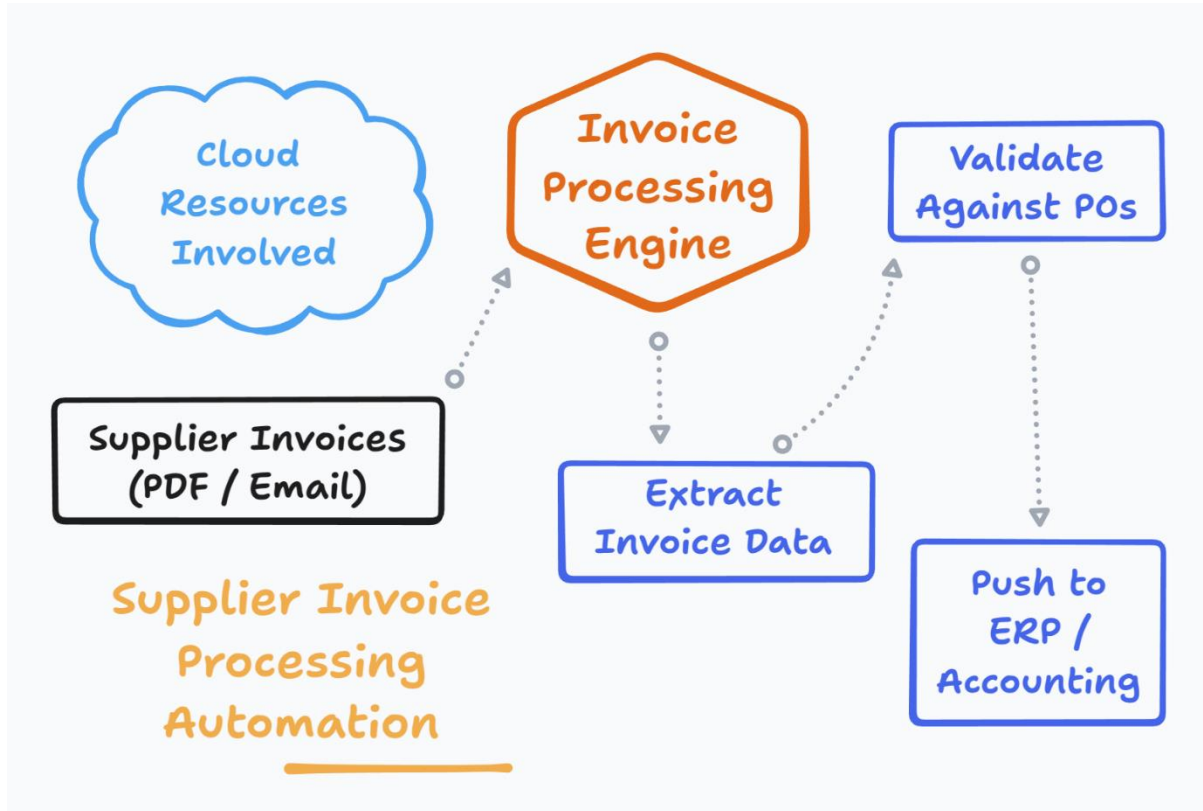 Cloud
Resources
Involved
Invoice
Processing
Engine
Validate
Against POs
Supplier Invoices
(PDF / Email)
Extract
Invoice Data
Push to
ERP /
Accounting
Supplier Invoice
Processing
Automation